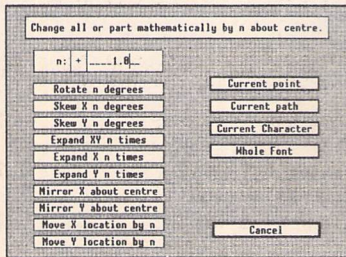 Change all or part mathematically by n about centre.
n: + ____1.0__
Rotate n degrees
Skew X n degrees
Skew Y n degrees
Expand XY n times
Expand X n times
Expand Y n times
Mirror X about centre
Mirror Y about centre
Move X location by n
Move Y location by n
Current point
Current path
Current Character
Whole Font
Cancel